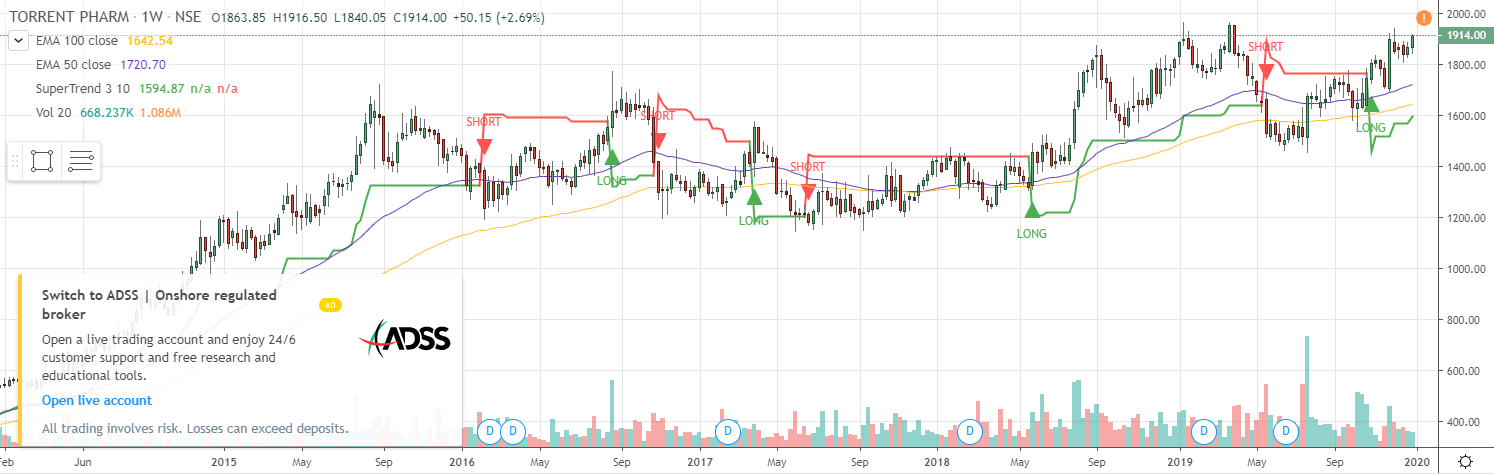 TORRENT PHARM · 1W · NSE O1863.85 H1916.50 L1840.05 C1914.00 +50.15 (+2.69%)
EMA 100 close 1642.54
EMA 50 close 1720.70
SuperTrend 3 10 1594.87 n/a n/a
Vol 20 668.237K 1.086M
2000.00
!
1914.00
1800.00
1600.00
1400.00
1200.00
1000.00
800.00
600.00
400.00
SHORT
LONG
SHORT
LONG
SHORT
LONG
SHORT
LONG
Switch to ADSS | Onshore regulated
broker
AD
Open a live trading account and enjoy 24/6
customer support and free research and
educational tools.
Open live account
All trading involves risk. Losses can exceed deposits.
ADSS
D D D D D D
Feb Jun 2015 May Sep 2016 May Sep 2017 May Sep 2018 May Sep 2019 May Sep 2020